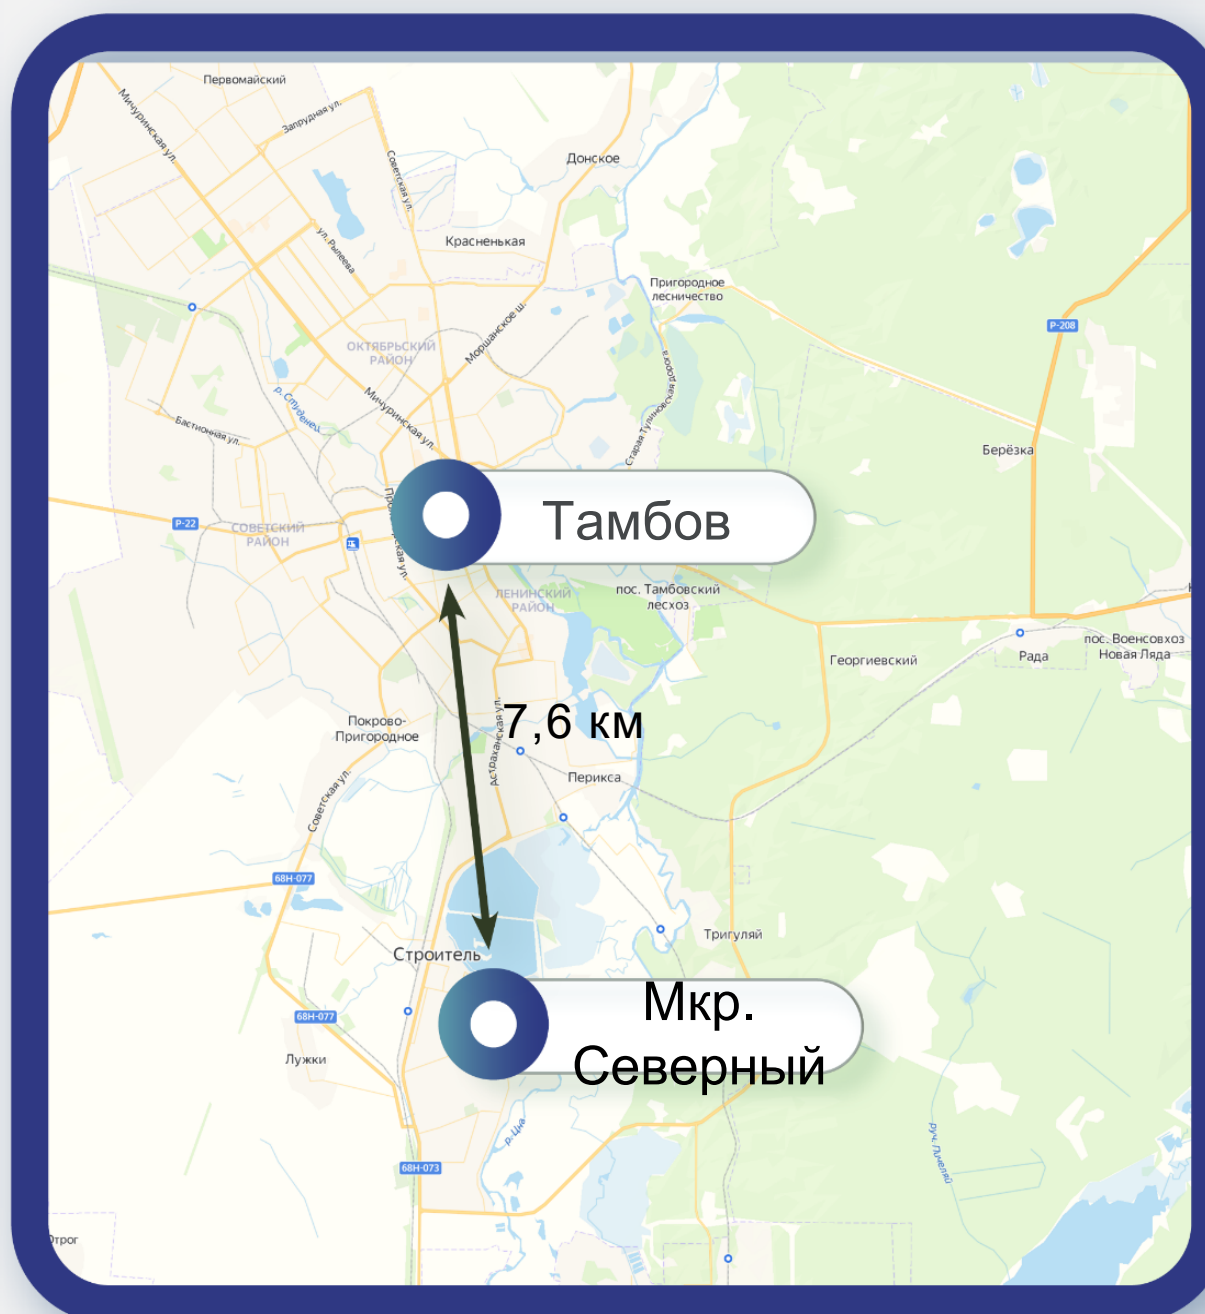 Первомайский
Мичуринская ул.
Запрудная ул.
Советская ул.
Донское
Красненькая
ул. Рылеева
Пригородное
лесничество
Моршанское ш.
Р-208
ОКТЯБРЬСКИЙ
РАЙОН
Старая Тулиновская дорога
р. Студенец
Мичуринская ул.
Бастионная ул.
Берёзка
Тамбов
Р-22
СОВЕТСКИЙ
РАЙОН
ЛЕНИНСКИЙ
РАЙОН
пос. Тамбовский
лесхоз
пос. Военсовхоз
Новая Ляда
Георгиевский
Рада
7,6 км
Покрово-
Пригородное
Астраханская ул.
Перикса
Советская ул.
68Н-077
Тригуляй
Строитель
Мкр.
Северный
68Н-077
Лужки
р. Цна
руч. Пичеляй
68Н-073
Отрог